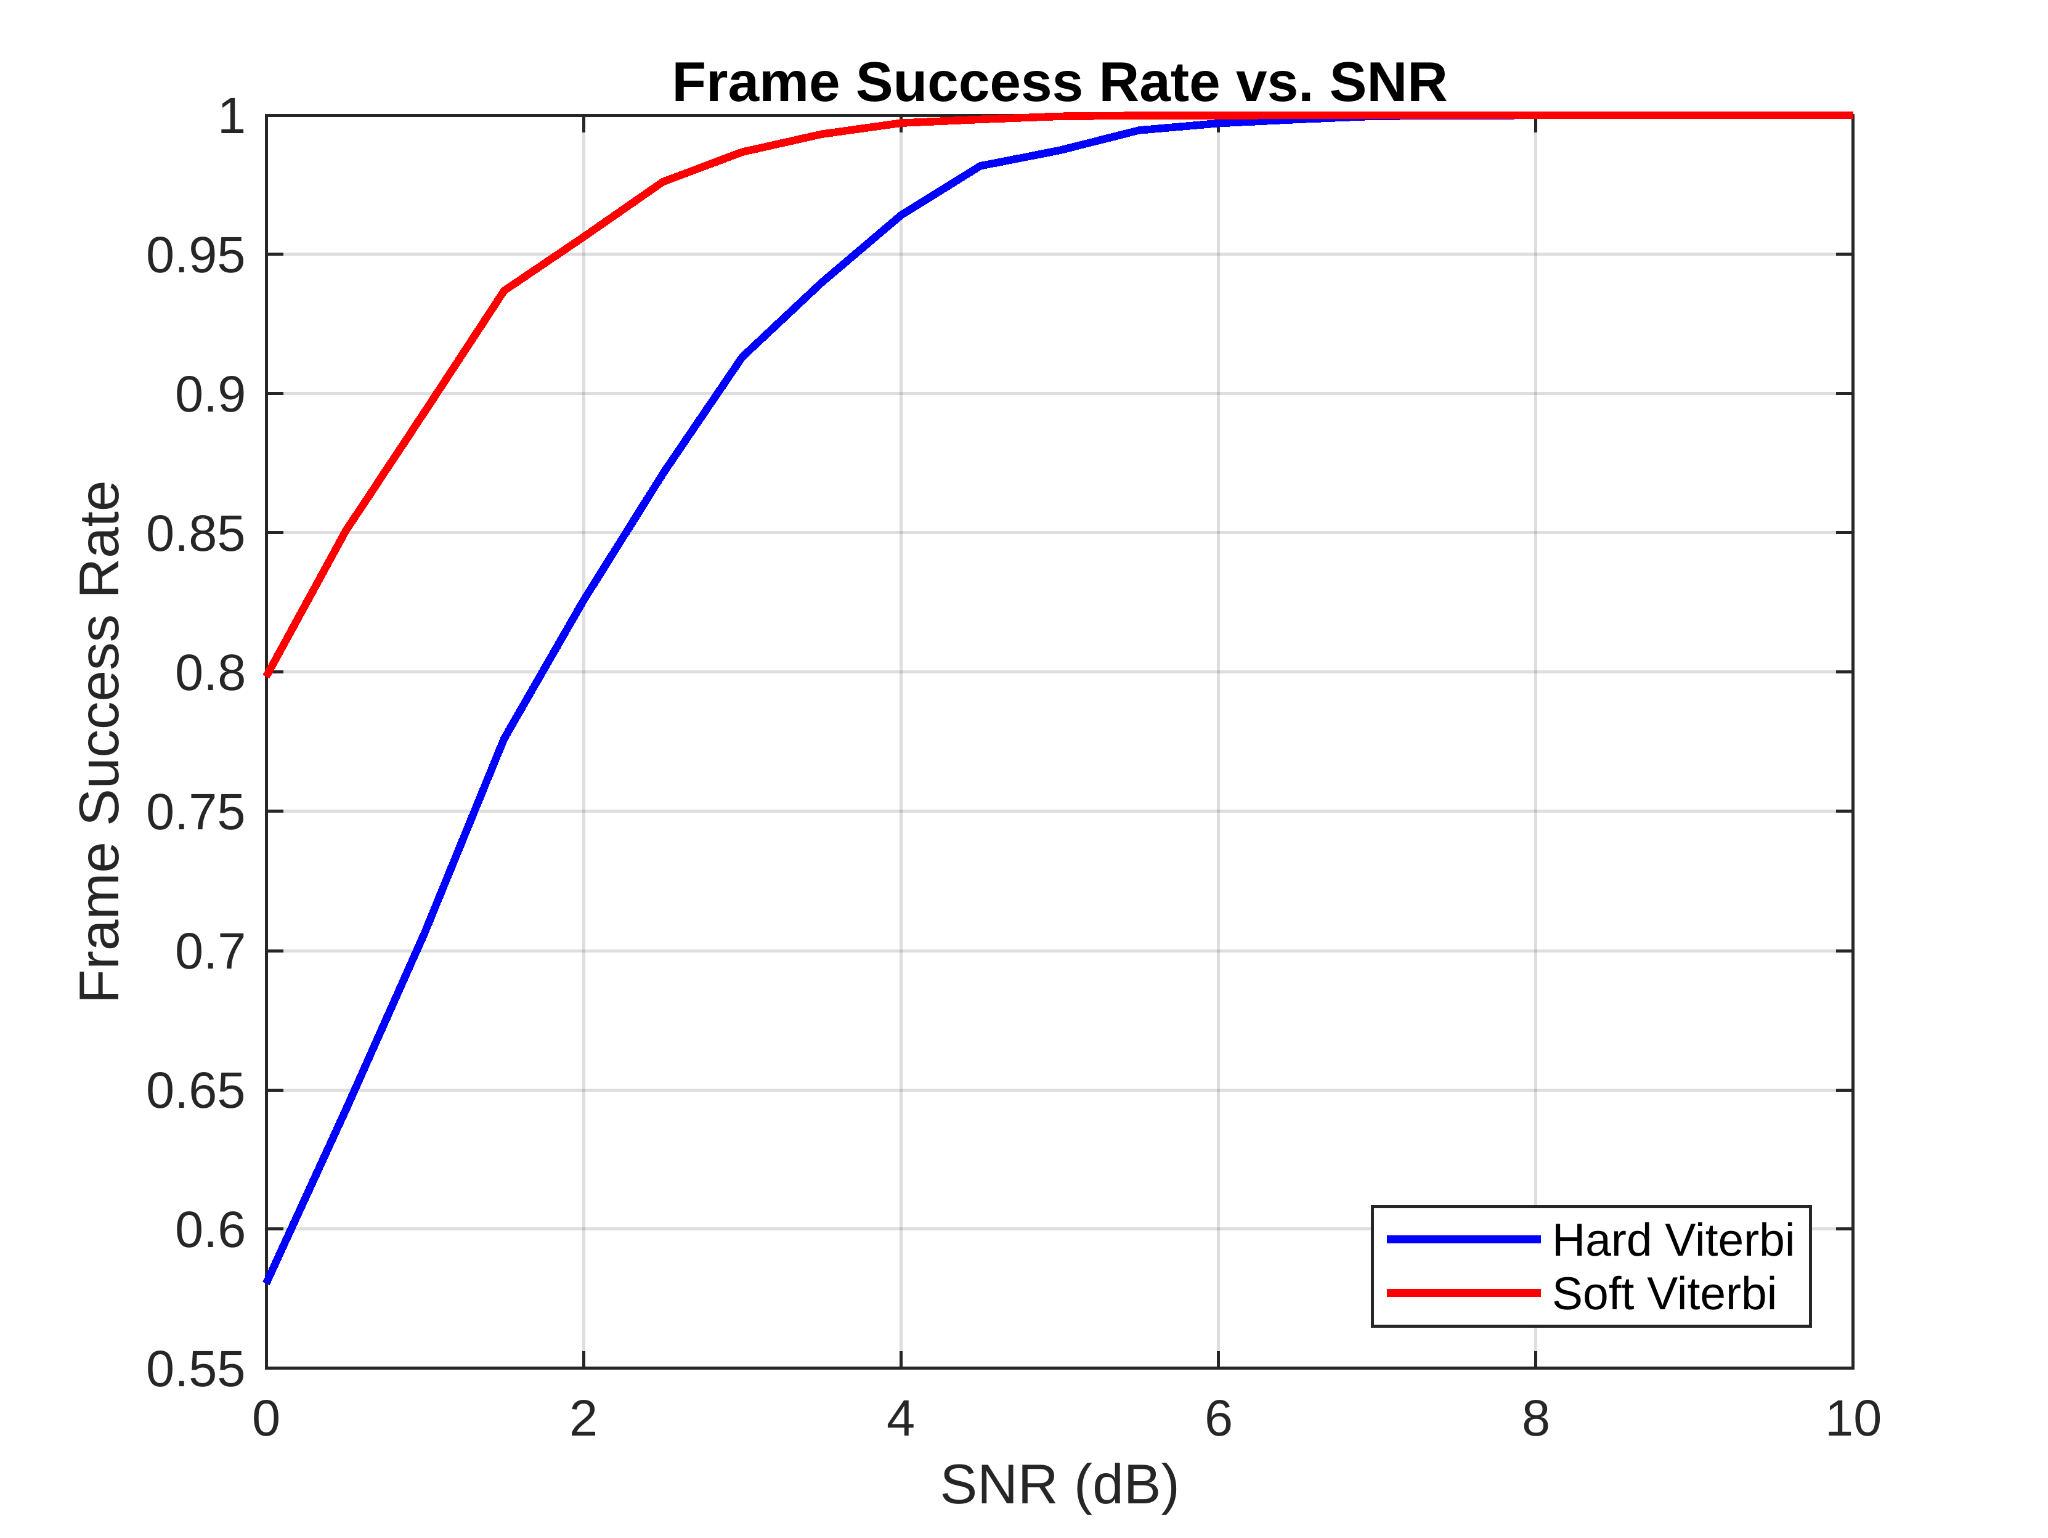 Frame Success Rate vs. SNR
1
0.95
0.9
0.85
0.8
0.75
0.7
0.65
0.6
0.55
Frame Success Rate
Hard Viterbi
Soft Viterbi
0 2 4 6 8 10
SNR (dB)